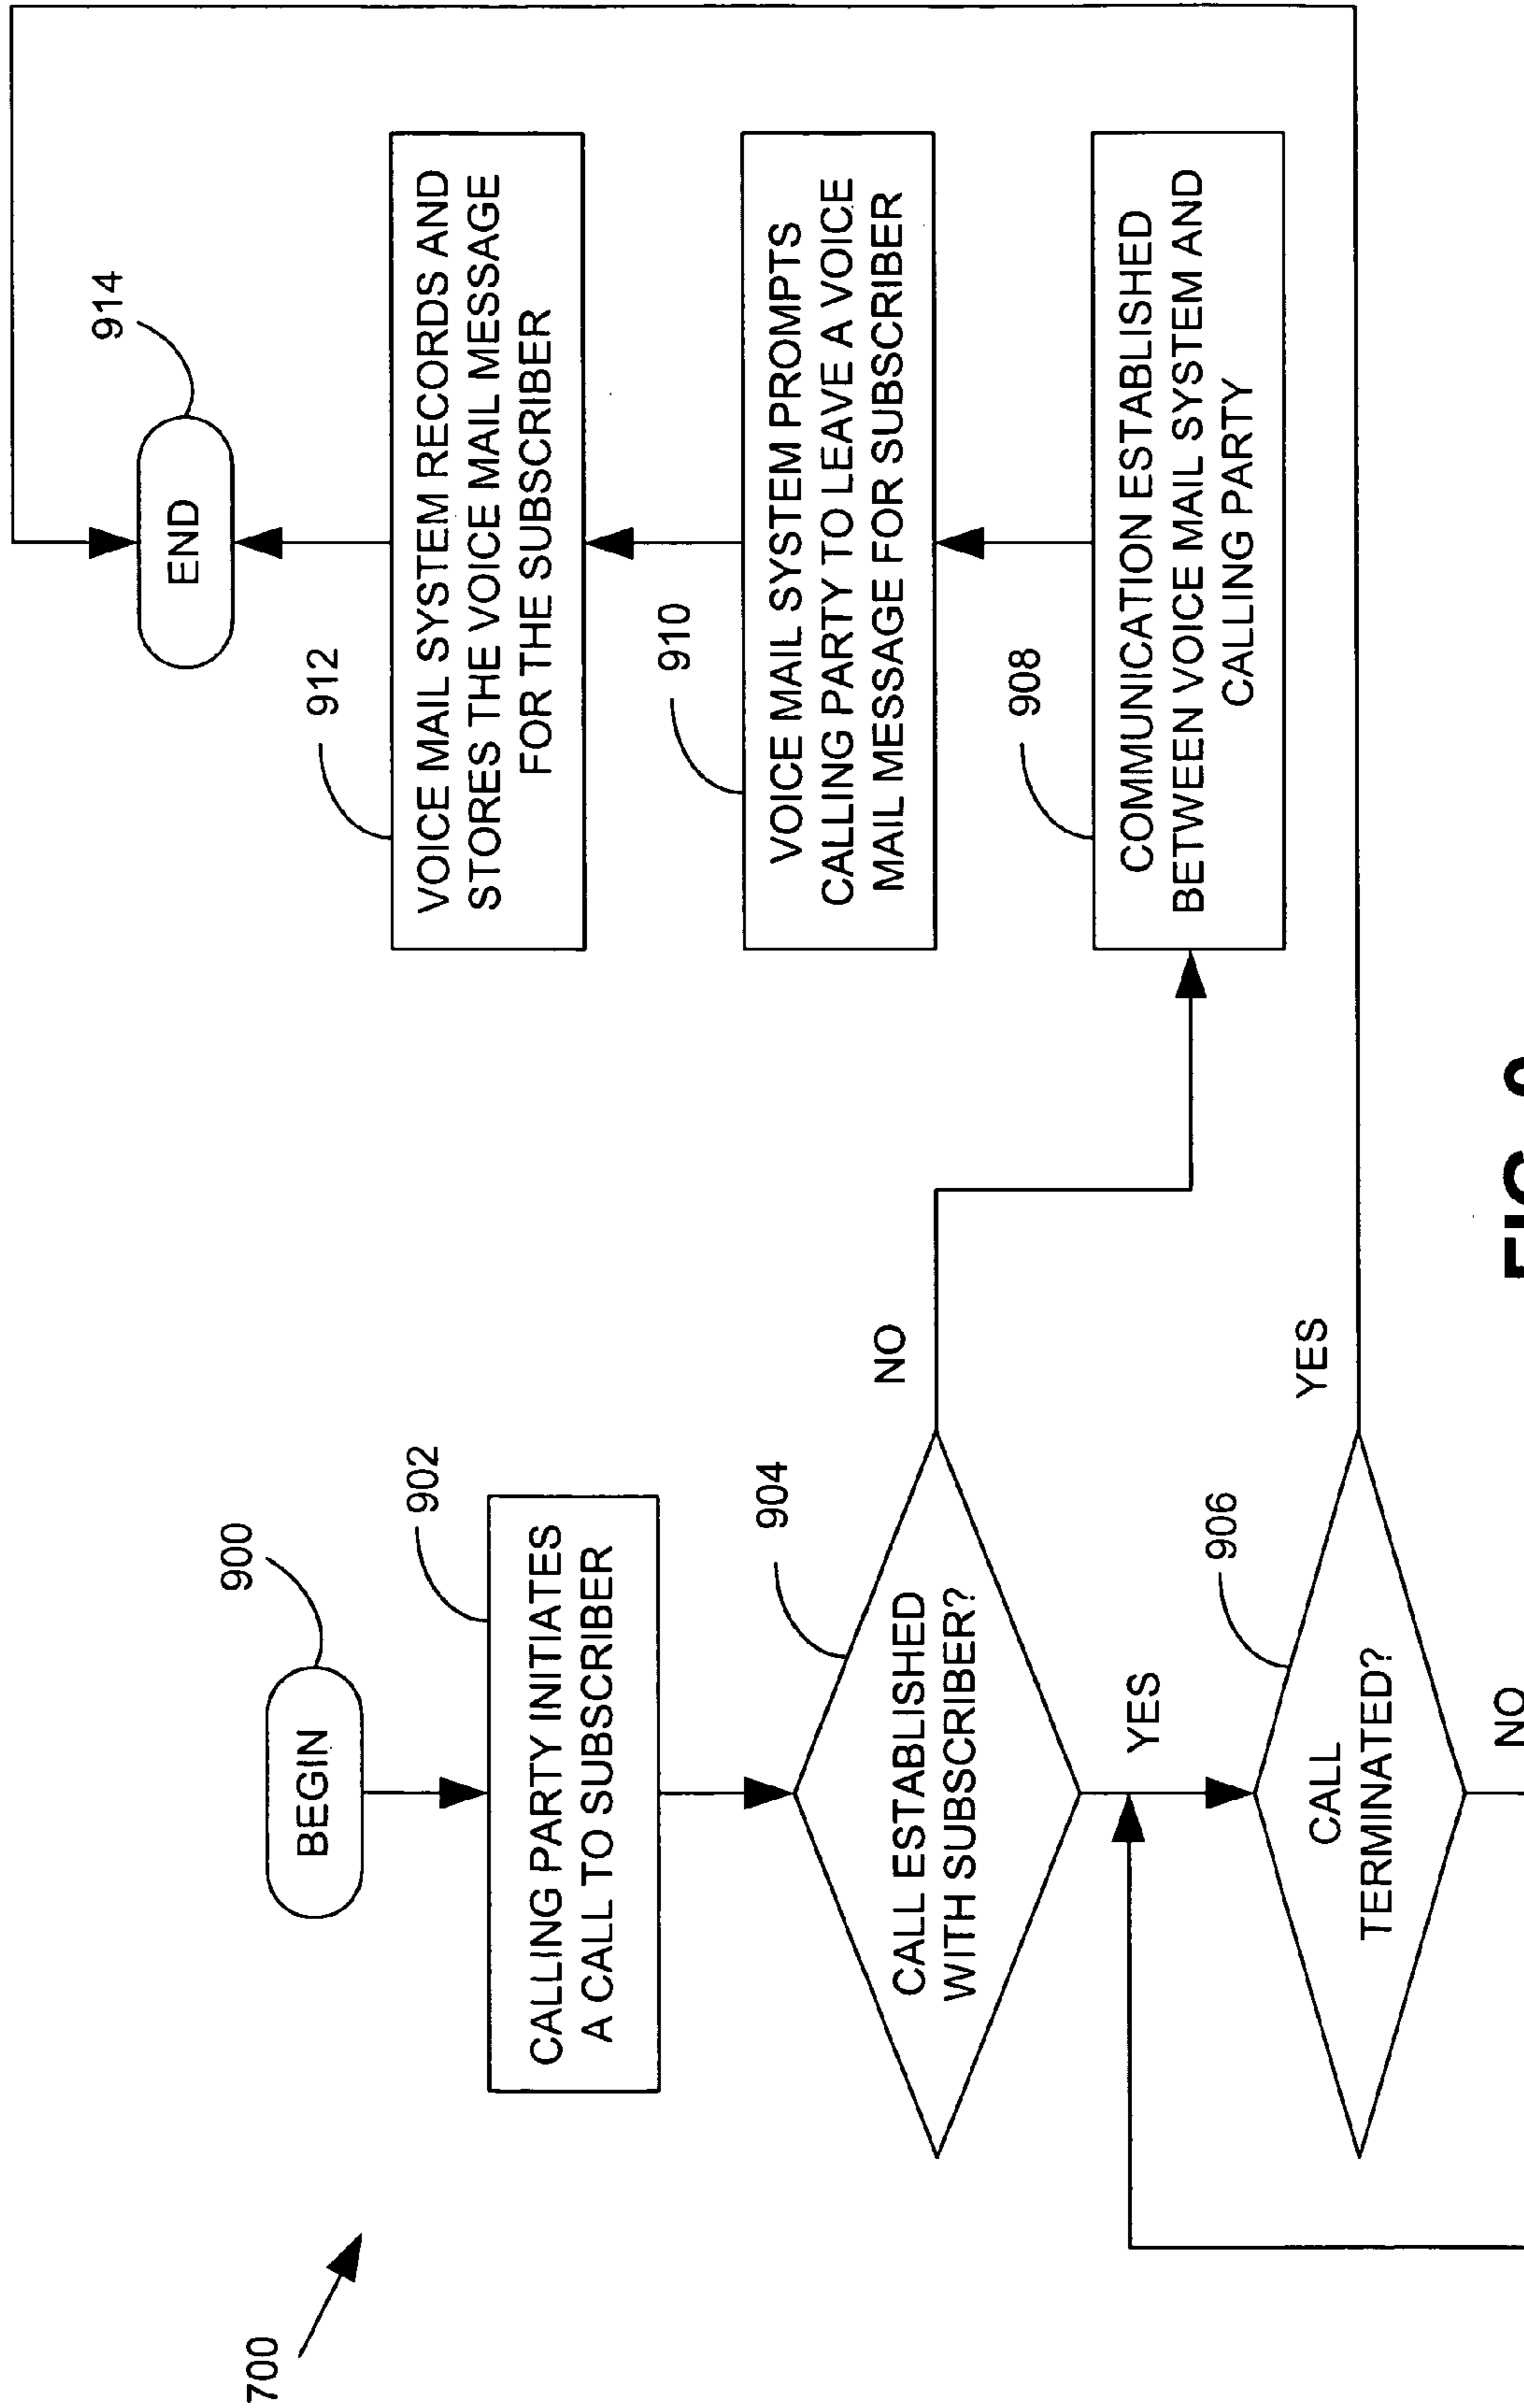 700
BEGIN
900
CALLING PARTY INITIATES
A CALL TO SUBSCRIBER
902
CALL ESTABLISHED
WITH SUBSCRIBER?
904
NO
YES
CALL
TERMINATED?
906
YES
NO
END
914
VOICE MAIL SYSTEM RECORDS AND
STORES THE VOICE MAIL MESSAGE
FOR THE SUBSCRIBER
912
VOICE MAIL SYSTEM PROMPTS
CALLING PARTY TO LEAVE A VOICE
MAIL MESSAGE FOR SUBSCRIBER
910
COMMUNICATION ESTABLISHED
BETWEEN VOICE MAIL SYSTEM AND
CALLING PARTY
908
FIG.